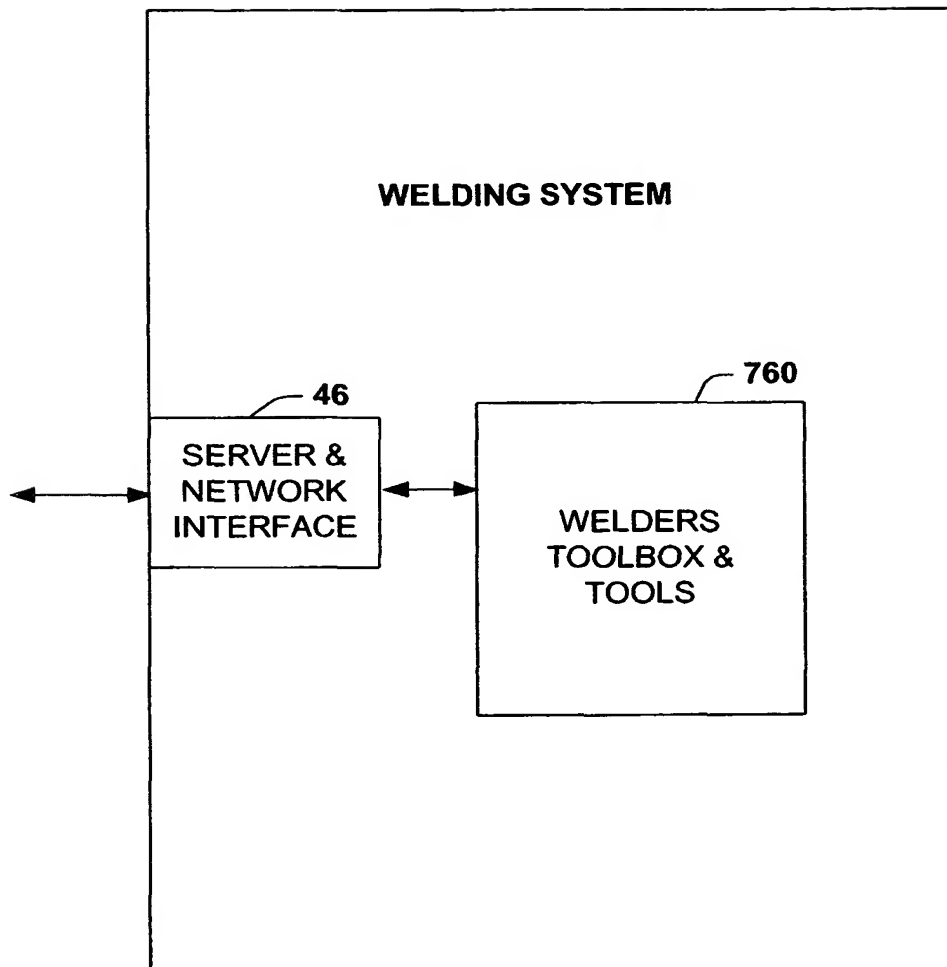 WELDING SYSTEM
46
SERVER &
NETWORK
INTERFACE
760
WELDERS
TOOLBOX &
TOOLS